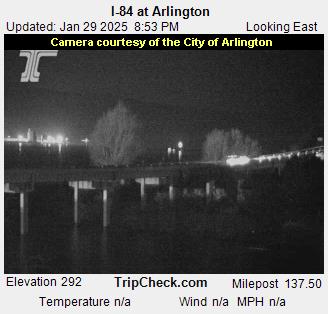 I-84 at Arlington
Updated: Jan 29 2025 8:53 PM Looking East
Camera courtesy of the City of Arlington
Elevation 292 TripCheck.com Milepost 137.50
Temperature n/a Wind n/a MPH n/a